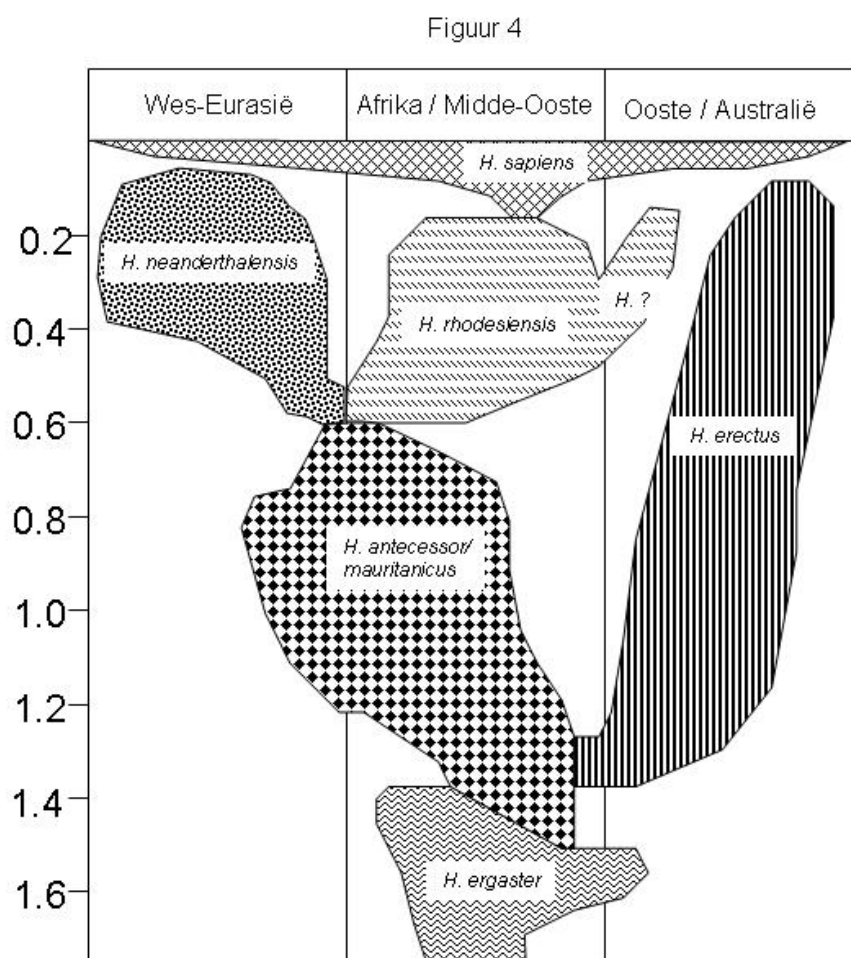 Figuur 4
Wes-Eurasië
Afrika / Midde-Ooste
Ooste / Australië
H. sapiens
0.2
H. neanderthalensis
H. ?
H. rhodesiensis
0.4
0.6
H. erectus
0.8
H. antecessor/
mauritanicus
1.0
1.2
1.4
H. ergaster
1.6